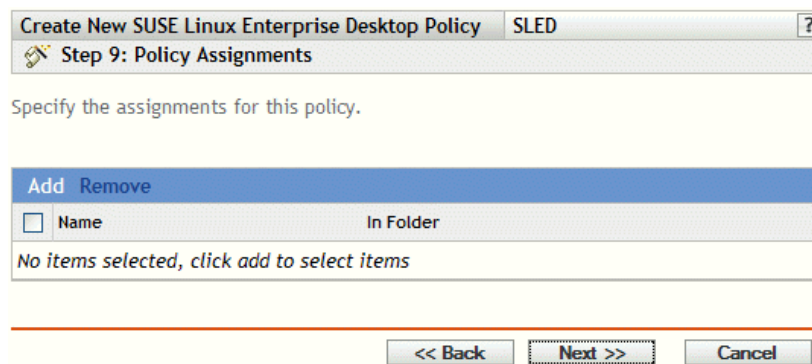 Create New SUSE Linux Enterprise Desktop Policy SLED ?
Step 9: Policy Assignments
Specify the assignments for this policy.
Add Remove
Name In Folder
No items selected, click add to select items
<< Back Next >> Cancel